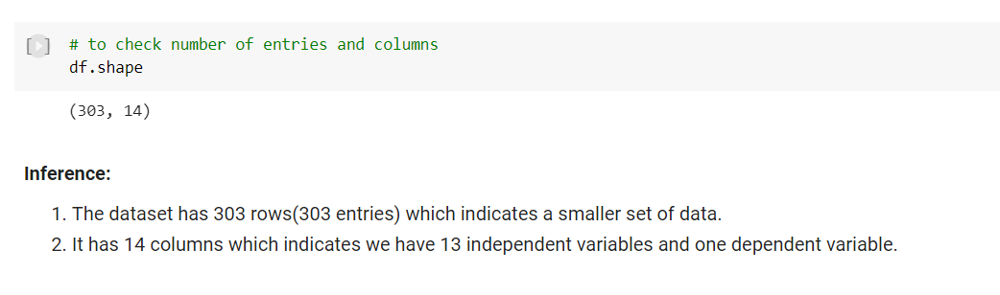 [ ] # to check number of entries and columns
df.shape
(303, 14)
Inference:
1. The dataset has 303 rows(303 entries) which indicates a smaller set of data.
2. It has 14 columns which indicates we have 13 independent variables and one dependent variable.